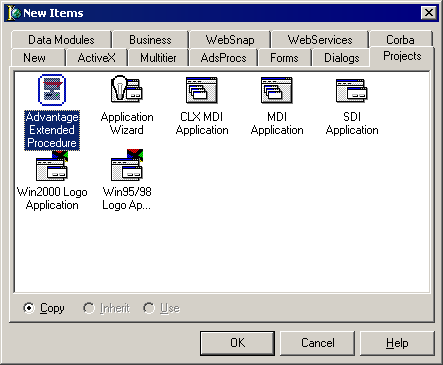 New Items
Data Modules Business WebSnap WebServices Corba
New ActiveX Multitier AdsProcs Forms Dialogs Projects
Advantage Application CLX MDI MDI SDI
Extended Wizard Application Application Application
Procedure
Win2000 Logo Win95/98
Application Logo Ap...
Copy Inherit Use
OK Cancel Help